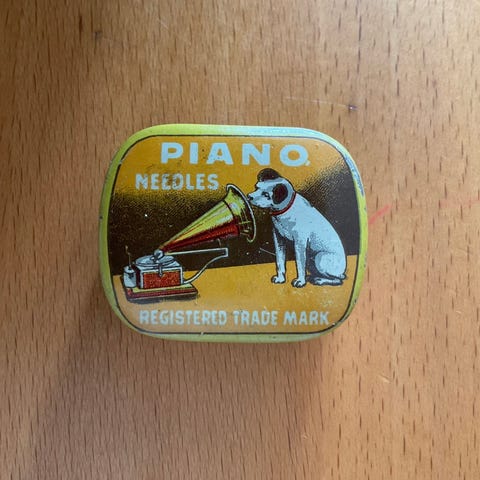 PIANO
NEEDLES
REGISTERED TRADE MARK